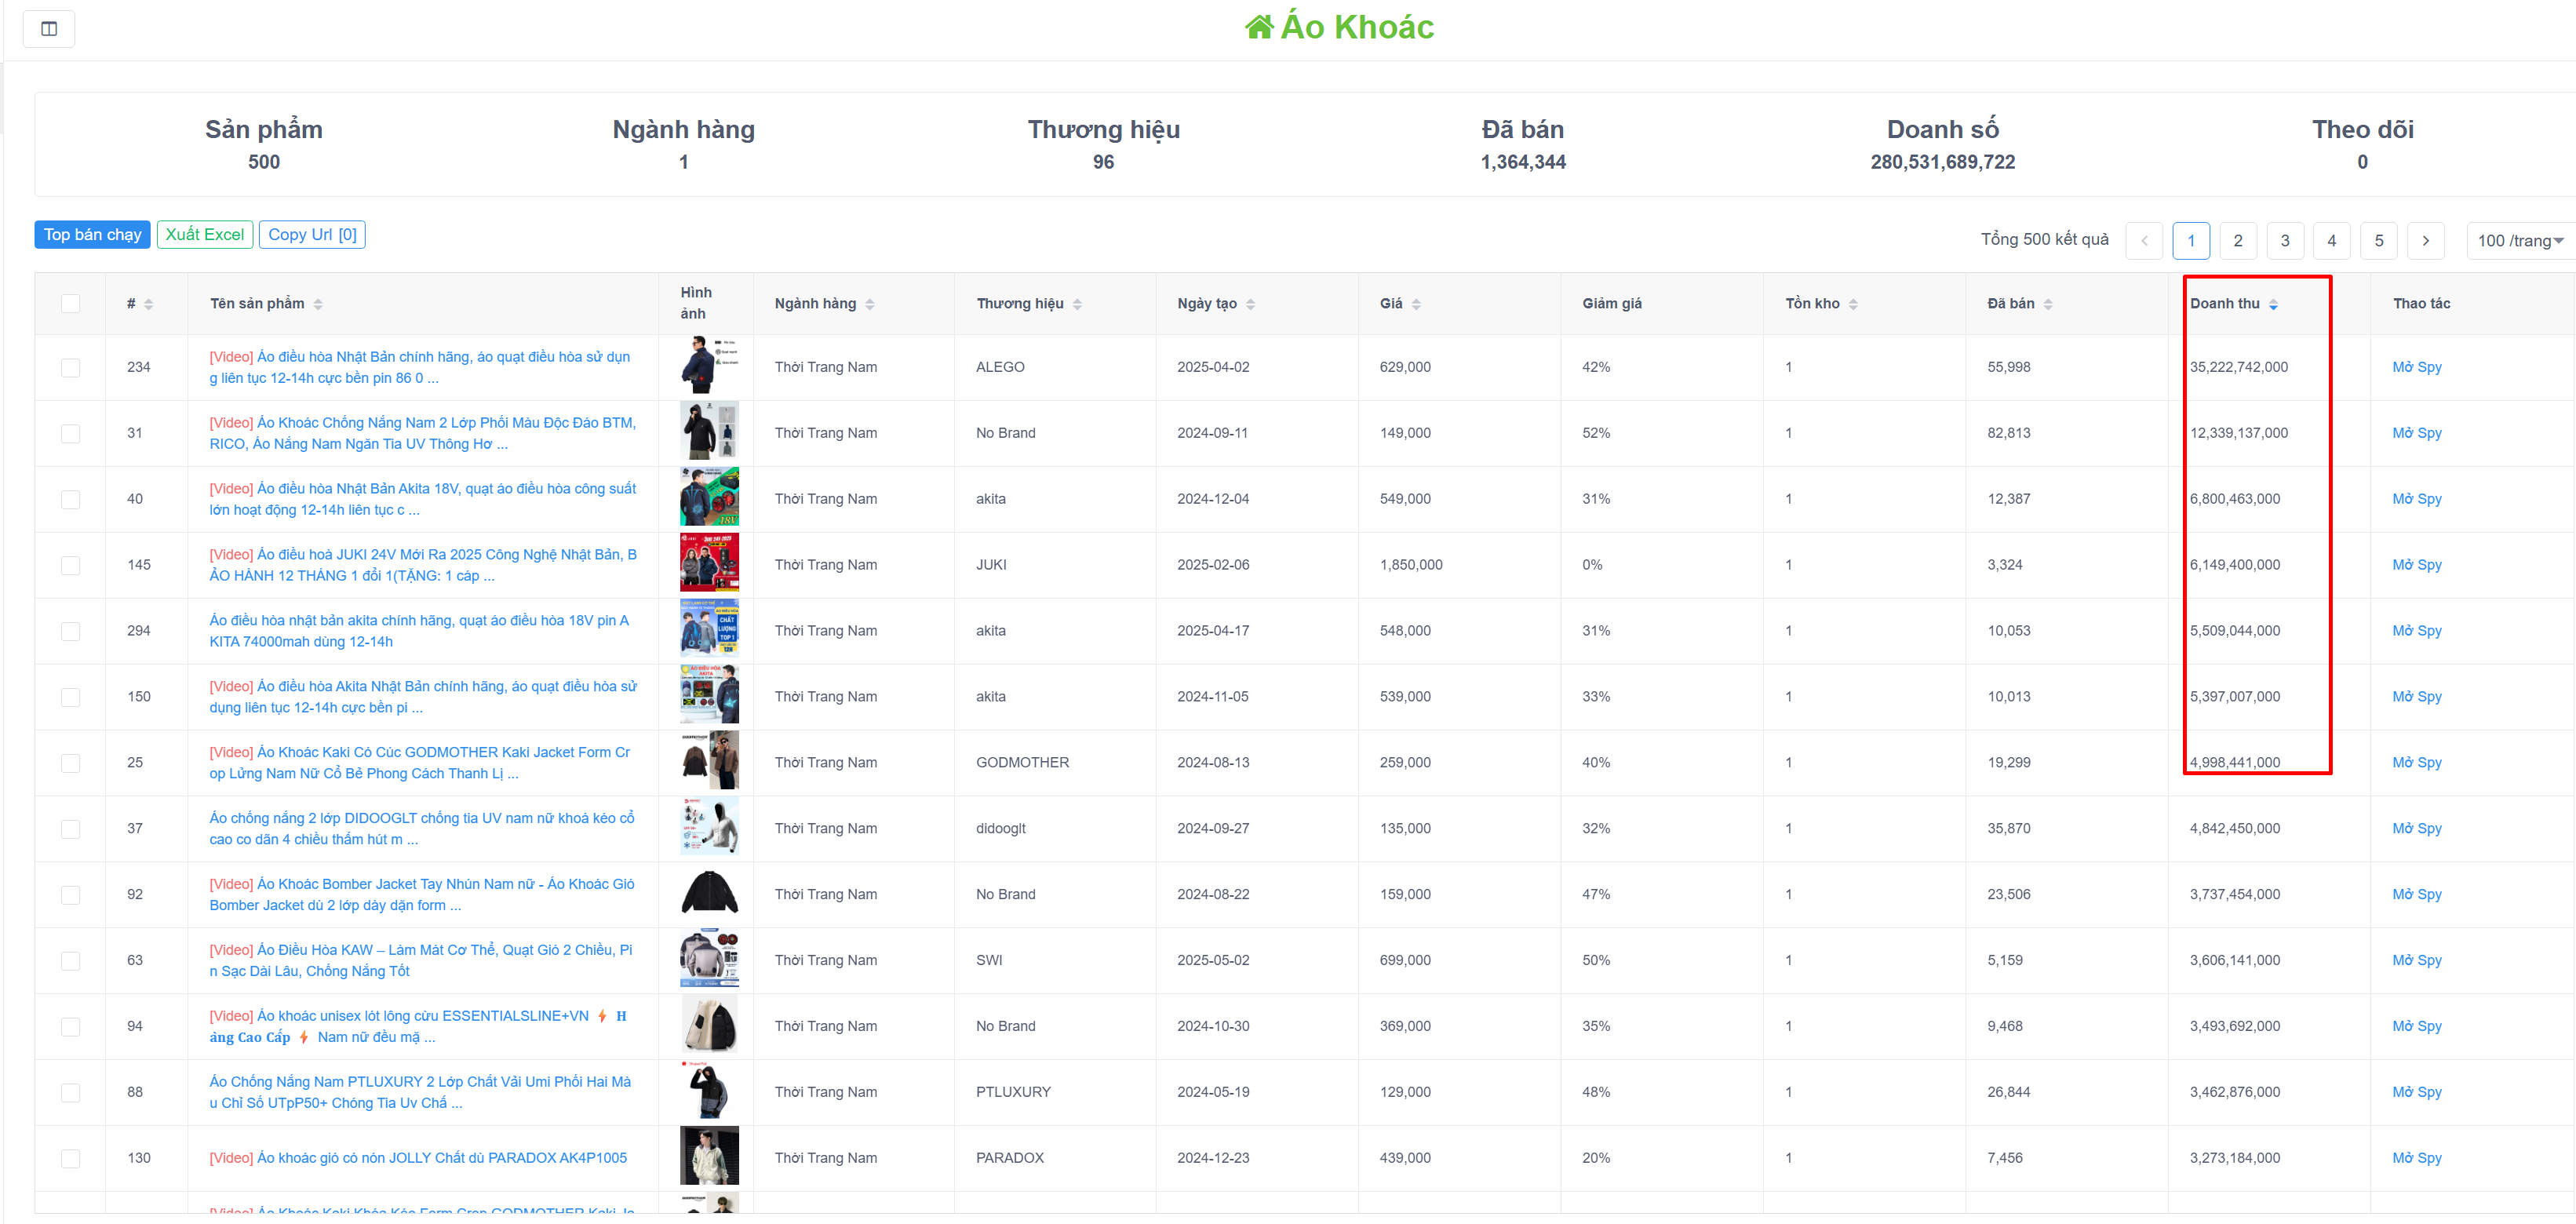 Áo Khoác
Sản phẩm Ngành hàng Thương hiệu Đã bán Doanh số Theo dõi
500 1 96 1,364,344 280,531,689,722 0
Top bán chạy Xuất Excel Copy Url [0] Tổng 500 kết quả 1 2 3 4 5 100 /trang
# Tên sản phẩm Hình ảnh Ngành hàng Thương hiệu Ngày tạo Giá Giảm giá Tồn kho Đã bán Doanh thu Thao tác
234 [Video] Áo điều hòa Nhật Bản chính hãng, áo quạt điều hòa sử dụn
g liên tục 12-14h cực bền pin 86 0 ... Thời Trang Nam ALEGO 2025-04-02 629,000 42% 1 55,998 35,222,742,000 Mở Spy
31 [Video] Áo Khoác Chống Nắng Nam 2 Lớp Phối Màu Độc Đáo BTM,
RICO, Áo Nắng Nam Ngăn Tia UV Thông Hơ ... Thời Trang Nam No Brand 2024-09-11 149,000 52% 1 82,813 12,339,137,000 Mở Spy
40 [Video] Áo điều hòa Nhật Bản Akita 18V, quạt áo điều hòa công suất
lớn hoạt động 12-14h liên tục c ... Thời Trang Nam akita 2024-12-04 549,000 31% 1 12,387 6,800,463,000 Mở Spy
18V
145 [Video] Áo điều hoà JUKI 24V Mới Ra 2025 Công Nghệ Nhật Bản, B
ẢO HÀNH 12 THÁNG 1 đổi 1(TẶNG: 1 cáp ... Thời Trang Nam JUKI 2025-02-06 1,850,000 0% 1 3,324 6,149,400,000 Mở Spy
294 Áo điều hòa nhật bản akita chính hãng, quạt áo điều hòa 18V pin A
KITA 74000mah dùng 12-14h Thời Trang Nam akita 2025-04-17 548,000 31% 1 10,053 5,509,044,000 Mở Spy
CHẤT
LƯỢNG
TOP 1
150 [Video] Áo điều hòa Akita Nhật Bản chính hãng, áo quạt điều hòa sử
dụng liên tục 12-14h cực bền pi ... Thời Trang Nam akita 2024-11-05 539,000 33% 1 10,013 5,397,007,000 Mở Spy
25 [Video] Áo Khoác Kaki Có Cúc GODMOTHER Kaki Jacket Form Cr
op Lửng Nam Nữ Cổ Bẻ Phong Cách Thanh Lị ... Thời Trang Nam GODMOTHER 2024-08-13 259,000 40% 1 19,299 4,998,441,000 Mở Spy
37 Áo chống nắng 2 lớp DIDOOGLT chống tia UV nam nữ khoá kéo cổ
cao co dãn 4 chiều thấm hút m ... Thời Trang Nam didooglt 2024-09-27 135,000 32% 1 35,870 4,842,450,000 Mở Spy
92 [Video] Áo Khoác Bomber Jacket Tay Nhún Nam nữ - Áo Khoác Gió
Bomber Jacket dù 2 lớp dày dặn form ... Thời Trang Nam No Brand 2024-08-22 159,000 47% 1 23,506 3,737,454,000 Mở Spy
63 [Video] Áo Điều Hòa KAW – Làm Mát Cơ Thể, Quạt Gió 2 Chiều, Pi
n Sạc Dài Lâu, Chống Nắng Tốt Thời Trang Nam SWI 2025-05-02 699,000 50% 1 5,159 3,606,141,000 Mở Spy
94 [Video] Áo khoác unisex lót lông cừu ESSENTIALSLINE+VN ⚡ H
àng Cao Cấp ⚡ Nam nữ đều mặ ... Thời Trang Nam No Brand 2024-10-30 369,000 35% 1 9,468 3,493,692,000 Mở Spy
88 Áo Chống Nắng Nam PTLUXURY 2 Lớp Chất Vải Umi Phối Hai Mà
u Chỉ Số UTpP50+ Chóng Tia Uv Chấ ... Thời Trang Nam PTLUXURY 2024-05-19 129,000 48% 1 26,844 3,462,876,000 Mở Spy
130 [Video] Áo khoác gió có nón JOLLY Chất dù PARADOX AK4P1005 Thời Trang Nam PARADOX 2024-12-23 439,000 20% 1 7,456 3,273,184,000 Mở Spy
[Video] Áo Khoác Kaki Khóa Kéo Form Crop GODMOTHER Kaki Ja